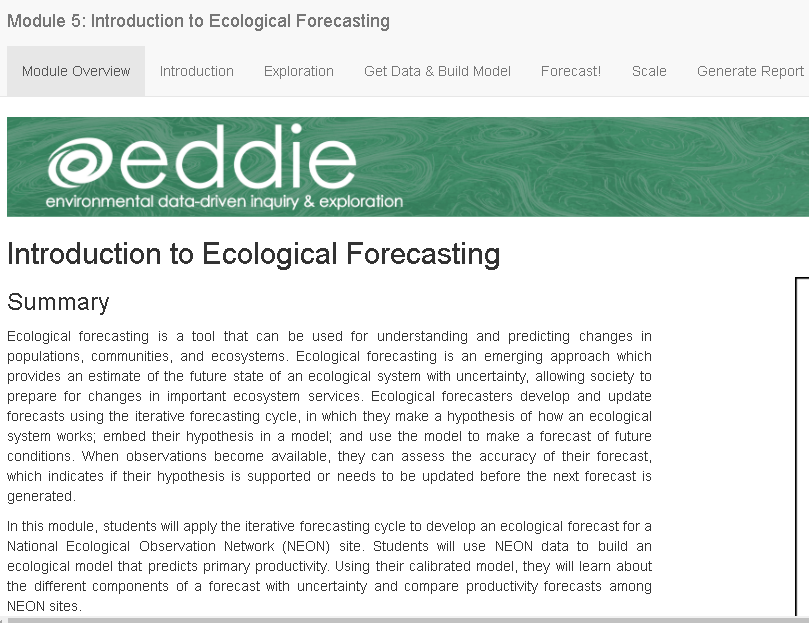 Module 5: Introduction to Ecological Forecasting
Module Overview Introduction Exploration Get Data & Build Model Forecast! Scale Generate Report
eddie
environmental data-driven inquiry & exploration
Introduction to Ecological Forecasting
Summary
Ecological forecasting is a tool that can be used for understanding and predicting changes in
populations, communities, and ecosystems. Ecological forecasting is an emerging approach which
provides an estimate of the future state of an ecological system with uncertainty, allowing society to
prepare for changes in important ecosystem services. Ecological forecasters develop and update
forecasts using the iterative forecasting cycle, in which they make a hypothesis of how an ecological
system works; embed their hypothesis in a model; and use the model to make a forecast of future
conditions. When observations become available, they can assess the accuracy of their forecast,
which indicates if their hypothesis is supported or needs to be updated before the next forecast is
generated.
In this module, students will apply the iterative forecasting cycle to develop an ecological forecast for a
National Ecological Observation Network (NEON) site. Students will use NEON data to build an
ecological model that predicts primary productivity. Using their calibrated model, they will learn about
the different components of a forecast with uncertainty and compare productivity forecasts among
NEON sites.